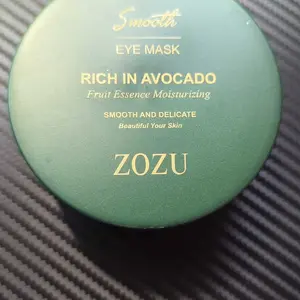 Smooth
EYE MASK
RICH IN AVOCADO
Fruit Essence Moisturizing
SMOOTH AND DELICATE
Beautiful Your Skin
ZOZU